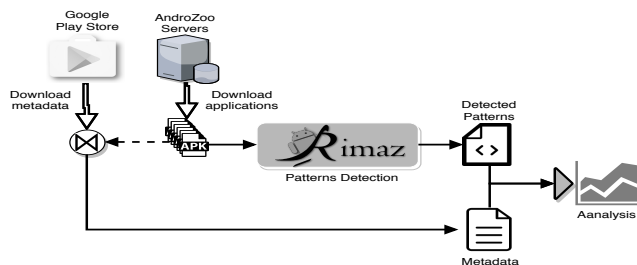 Google
Play Store
AndroZoo
Servers
Download
metadata
Download
applications
APK
Rimaz
Patterns Detection
Detected
Patterns
Aanalysis
Metadata